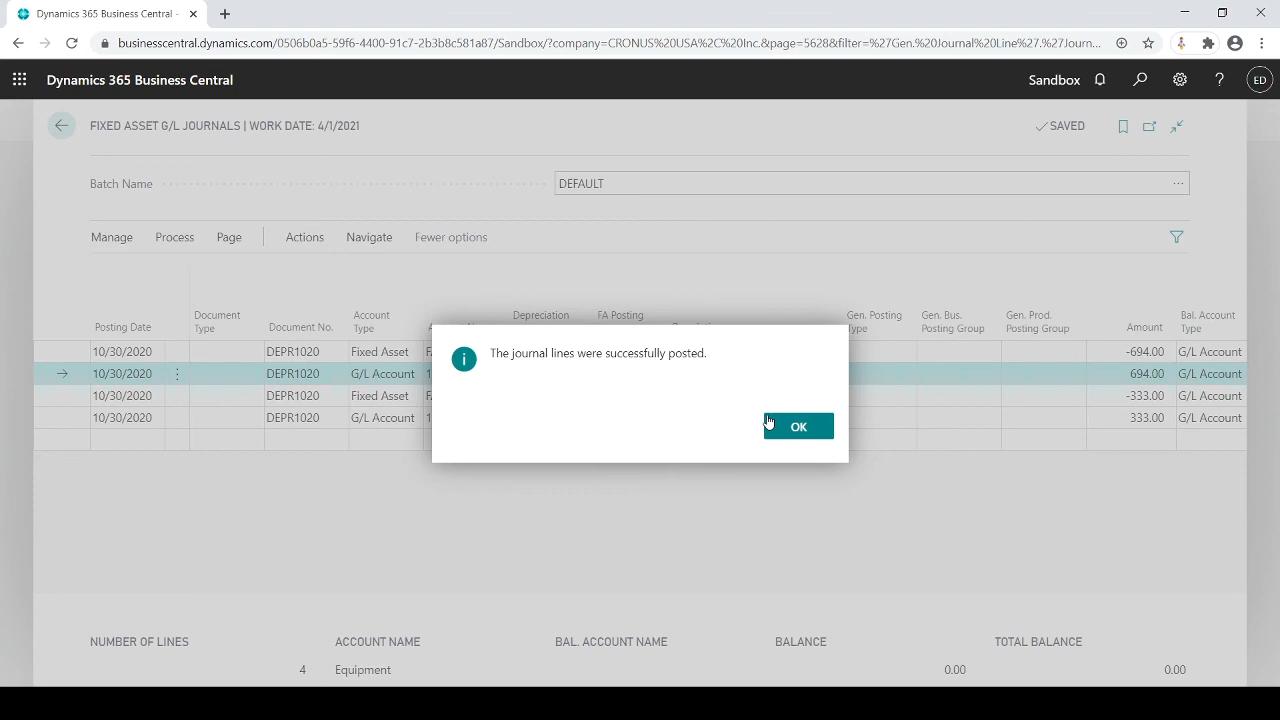 Dynamics 365 Business Central -
businesscentral.dynamics.com/0506b0a5-59f6-4400-91c7-2b3b8c581a87/Sandbox/?company=CRONUS%20USA%2C%20Inc.&page=5628&filter=%27Gen.%20Journal%20Line%27.%27Journ...
Dynamics 365 Business Central
Sandbox
ED
FIXED ASSET G/L JOURNALS | WORK DATE: 4/1/2021
SAVED
Batch Name
DEFAULT
Manage Process Page Actions Navigate Fewer options
Posting Date
Document Type
Document No.
Account Type
Depreciation
FA Posting
Gen. Posting
Gen. Bus. Posting Group
Gen. Prod. Posting Group
Amount
Bal. Account Type
10/30/2020 DEPR1020 Fixed Asset -694.00 G/L Account
10/30/2020 DEPR1020 G/L Account 694.00 G/L Account
10/30/2020 DEPR1020 Fixed Asset -333.00 G/L Account
10/30/2020 DEPR1020 G/L Account 333.00 G/L Account
The journal lines were successfully posted.
OK
NUMBER OF LINES ACCOUNT NAME BAL. ACCOUNT NAME BALANCE TOTAL BALANCE
4 Equipment 0.00 0.00